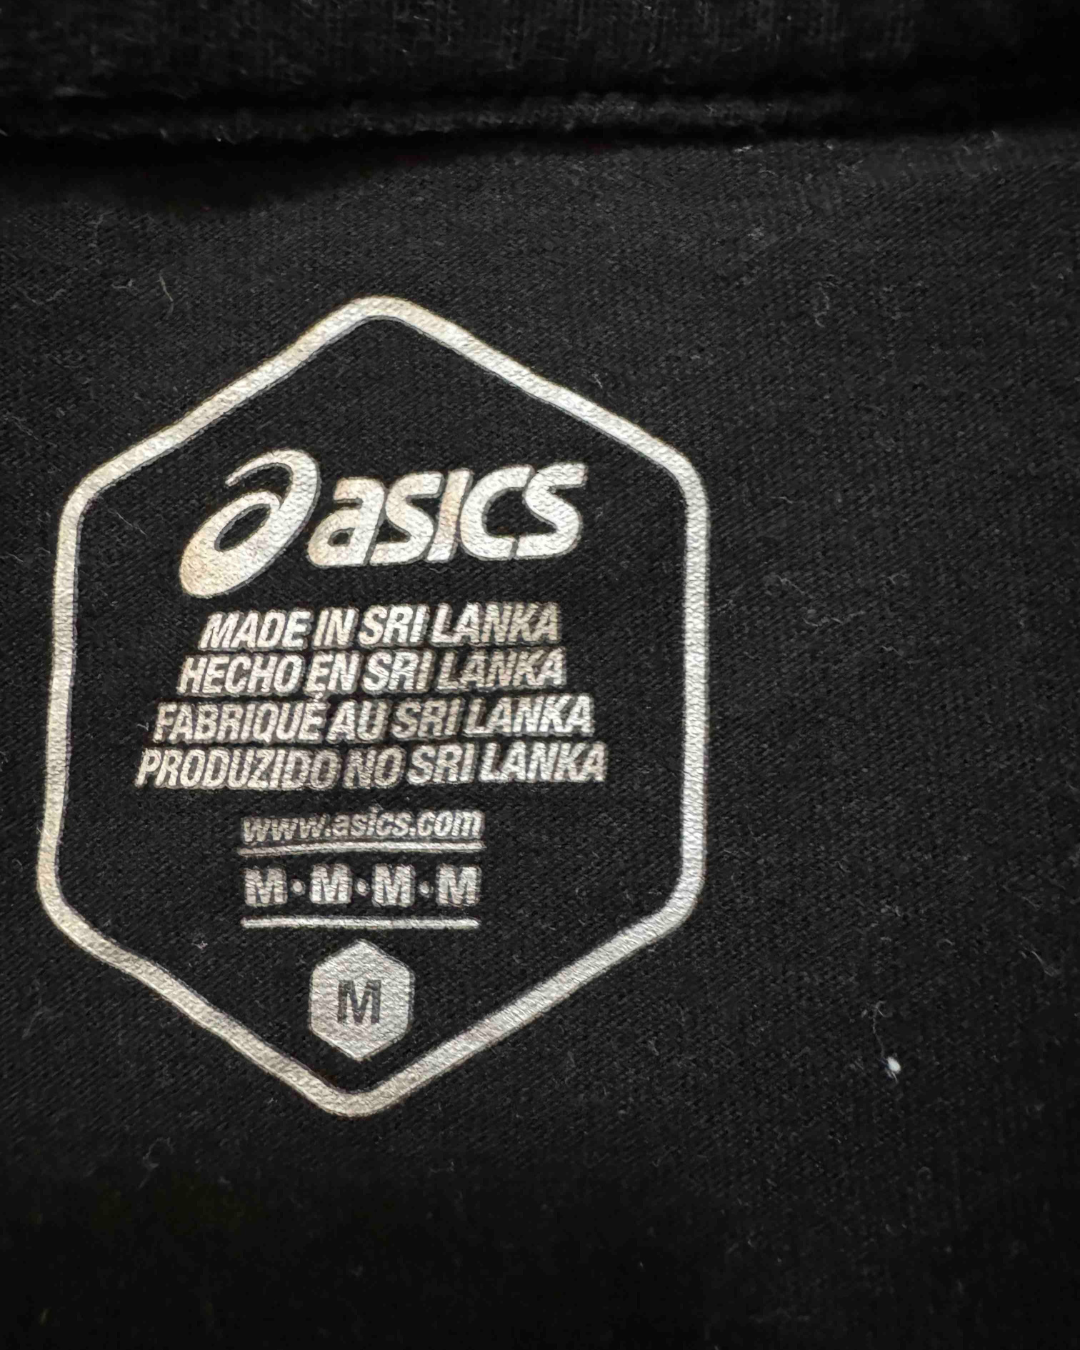 asics
MADE IN SRI LANKA
HECHO EN SRI LANKA
FABRIQUÉ AU SRI LANKA
PRODUZIDO NO SRI LANKA
www.asics.com
M·M·M·M
M